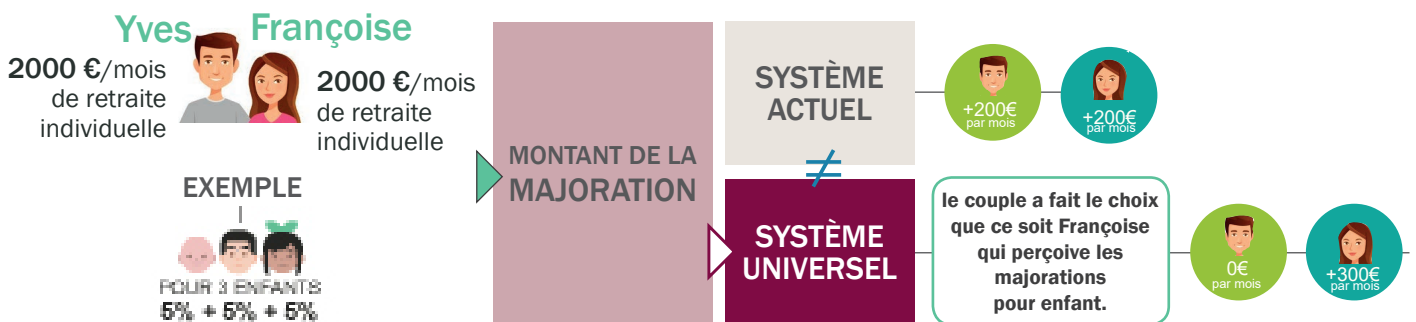 Yves
Françoise
2000 €/mois
de retraite
individuelle
2000 €/mois
de retraite
individuelle
EXEMPLE
POUR 3 ENFANTS
5% + 5% + 5%
MONTANT DE LA
MAJORATION
SYSTÈME
ACTUEL
+200€
par mois
+200€
par mois
≠
SYSTÈME
UNIVERSEL
le couple a fait le choix
que ce soit Françoise
qui perçoive les
majorations
pour enfant.
0€
par mois
+300€
par mois